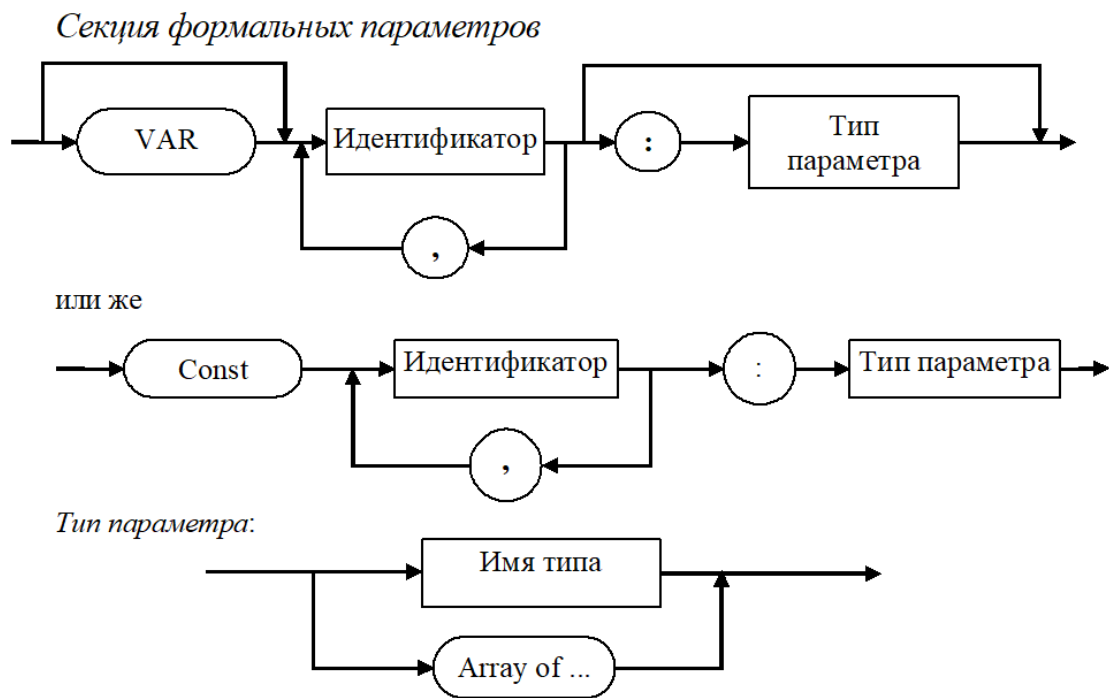 Секция формальных параметров
VAR
Идентификатор
:
Тип
параметра
,
или же
Const
Идентификатор
:
Тип параметра
,
Тип параметра:
Имя типа
Array of ...